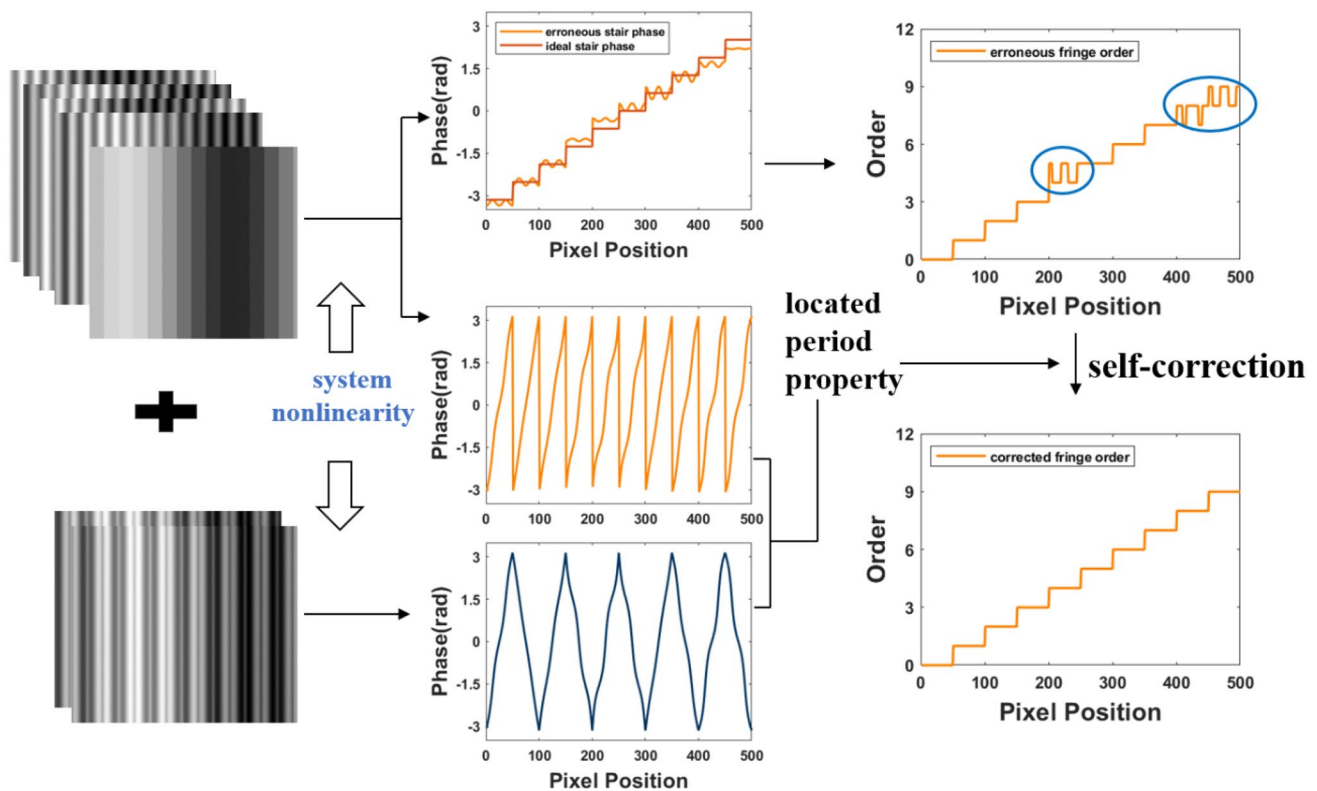 3
1.5
0
-1.5
-3
Phase(rad)
erroneous stair phase
ideal stair phase
0 100 200 300 400 500
Pixel Position
12
9
6
3
0
Order
erroneous fringe order
100 200 300 400 500
Pixel Position
system
nonlinearity
3
1.5
0
-1.5
-3
Phase(rad)
0 100 200 300 400 500
located
period
property
self-correction
3
1.5
0
-1.5
-3
Phase(rad)
0 100 200 300 400 500
Pixel Position
12
9
6
3
0
Order
corrected fringe order
0 100 200 300 400 500
Pixel Position